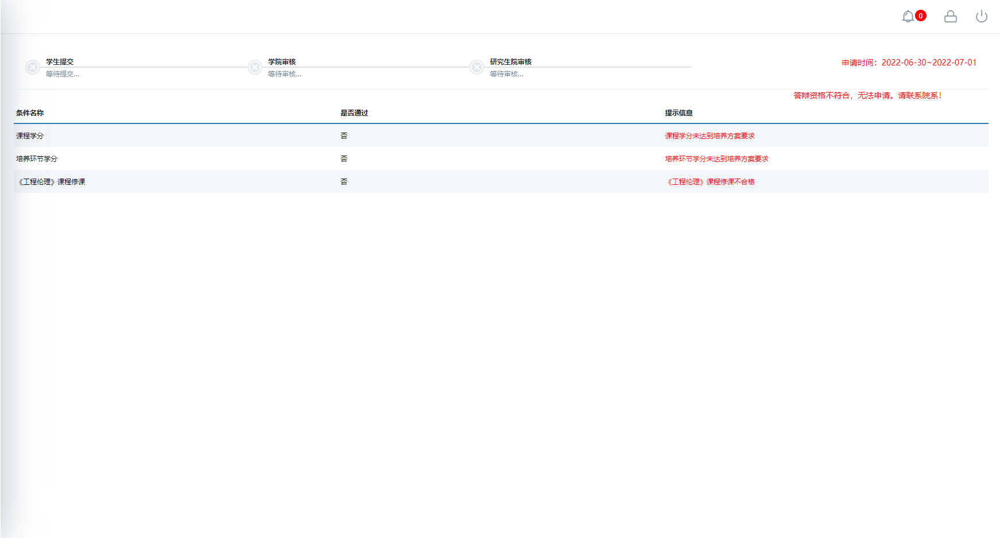 0
学生提交
等待提交...
学院审核
等待审核...
研究生院审核
等待审核...
申请时间：2022-06-30~2022-07-01
答辩资格不符合，无法申请。请联系院系！
条件名称 是否通过 提示信息
课程学分 否 课程学分未达到培养方案要求
培养环节学分 否 培养环节学分未达到培养方案要求
《工程伦理》课程修课 否 《工程伦理》课程修课不合格